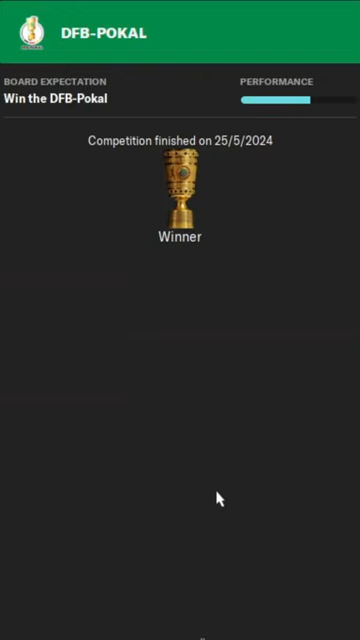 DFB-POKAL
BOARD EXPECTATION
PERFORMANCE
Win the DFB-Pokal
Competition finished on 25/5/2024
Winner